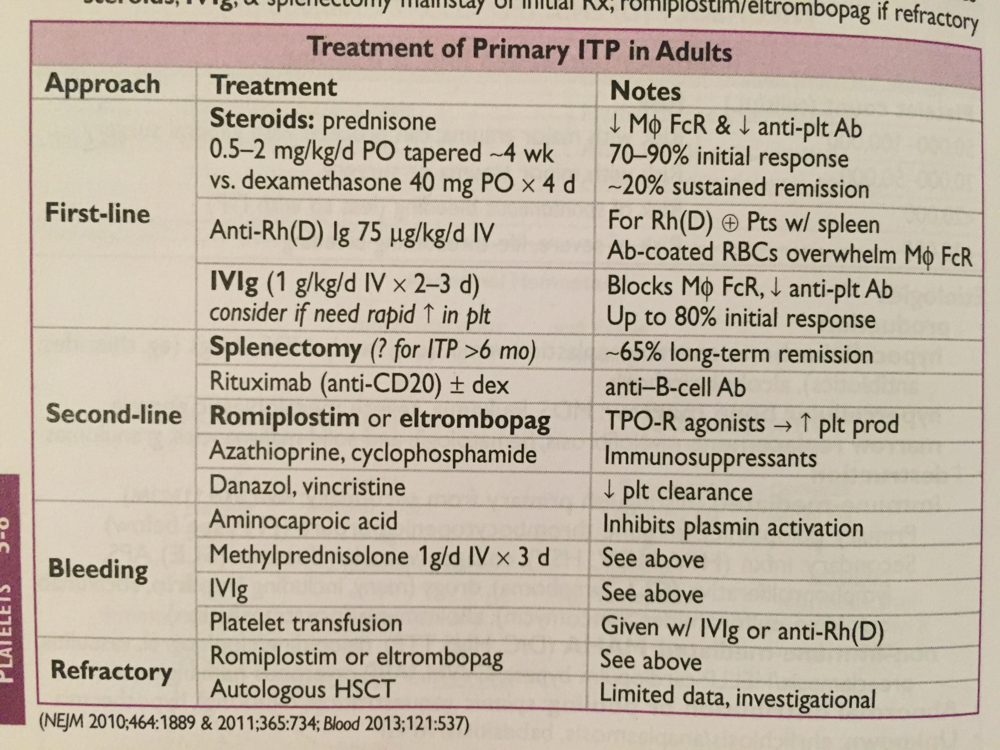 steroids, IVIg, & splenectomy mainstay of initial Rx; romiplostim/eltrombopag if refractory
Treatment of Primary ITP in Adults
Approach Treatment Notes
First-line
Steroids: prednisone
0.5–2 mg/kg/d PO tapered ~4 wk
vs. dexamethasone 40 mg PO × 4 d
↓ Mϕ FcR & ↓ anti-plt Ab
70–90% initial response
~20% sustained remission
Anti-Rh(D) Ig 75 μg/kg/d IV
For Rh(D) ⊕ Pts w/ spleen
Ab-coated RBCs overwhelm Mϕ FcR
IVIg (1 g/kg/d IV × 2–3 d)
consider if need rapid ↑ in plt
Blocks Mϕ FcR, ↓ anti-plt Ab
Up to 80% initial response
Second-line
Splenectomy (? for ITP >6 mo) ~65% long-term remission
Rituximab (anti-CD20) ± dex anti–B-cell Ab
Romiplostim or eltrombopag TPO-R agonists → ↑ plt prod
Azathioprine, cyclophosphamide Immunosuppressants
Danazol, vincristine ↓ plt clearance
Bleeding
Aminocaproic acid Inhibits plasmin activation
Methylprednisolone 1g/d IV × 3 d See above
IVIg See above
Platelet transfusion Given w/ IVIg or anti-Rh(D)
Refractory
Romiplostim or eltrombopag See above
Autologous HSCT Limited data, investigational
(NEJM 2010;464:1889 & 2011;365:734; Blood 2013;121:537)
PLATELETS